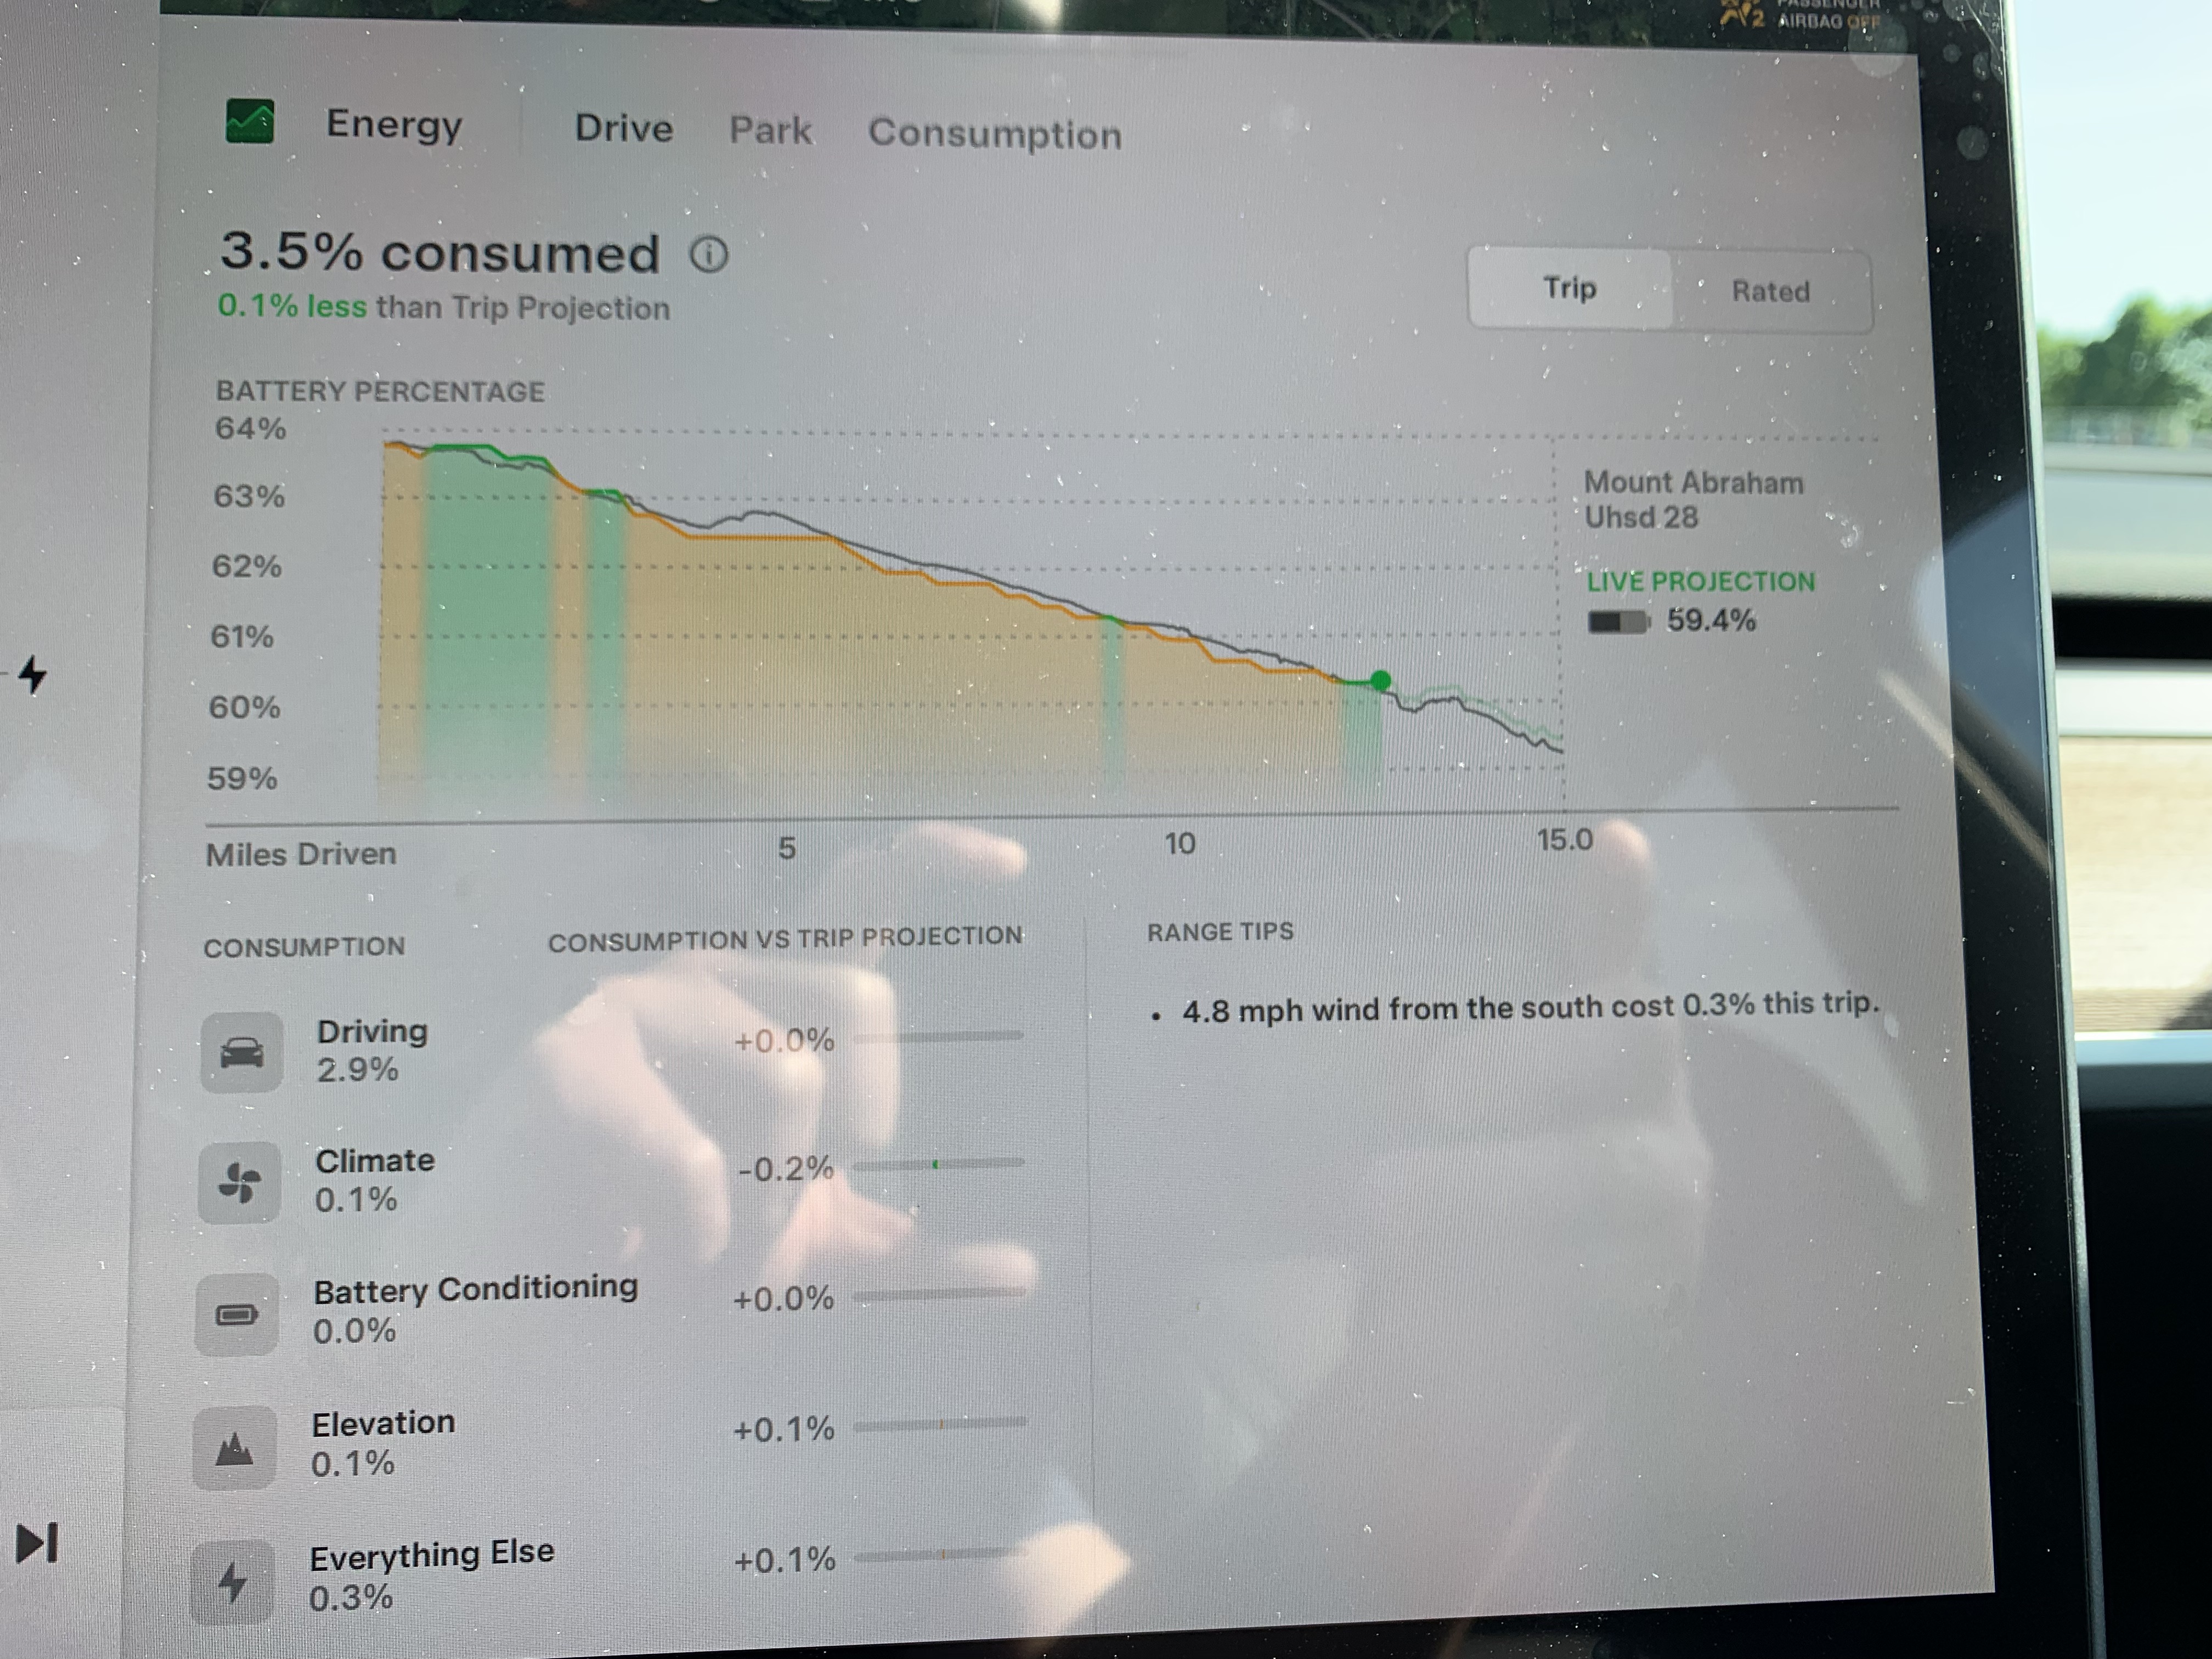 PASSENGER
2 AIRBAG OFF
Energy Drive Park Consumption
3.5% consumed
0.1% less than Trip Projection
Trip Rated
BATTERY PERCENTAGE
64%
63%
62%
61%
60%
59%
Mount Abraham
Uhsd 28
LIVE PROJECTION
59.4%
Miles Driven 5 10 15.0
CONSUMPTION CONSUMPTION VS TRIP PROJECTION
Driving
2.9%
+0.0%
Climate
0.1%
-0.2%
Battery Conditioning
0.0%
+0.0%
Elevation
0.1%
+0.1%
Everything Else
0.3%
+0.1%
RANGE TIPS
• 4.8 mph wind from the south cost 0.3% this trip.